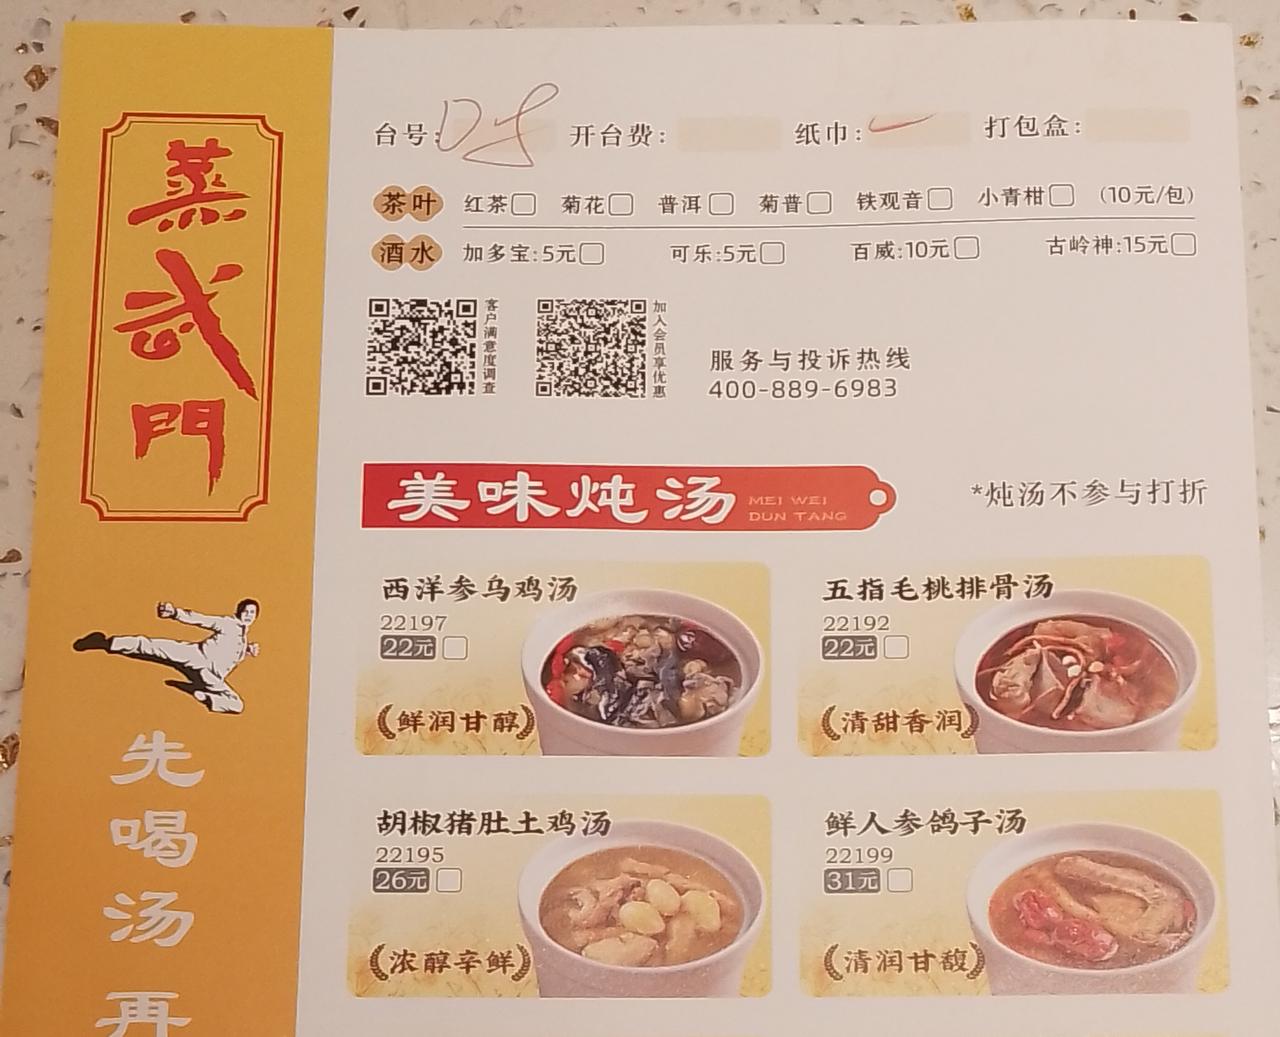 蒸武門
先喝汤 再
台号: 开台费: 纸巾: 打包盒:
茶叶 红茶 菊花 普洱 菊普 铁观音 小青柑 (10元/包)
酒水 加多宝:5元 可乐:5元 百威:10元 古岭神:15元
客户满意度调查
加入会员享优惠
服务与投诉热线
400-889-6983
美味炖汤 MEI WEI DUN TANG
*炖汤不参与打折
西洋参乌鸡汤
22197
22元
鲜润甘醇
五指毛桃排骨汤
22192
22元
清甜香润
胡椒猪肚土鸡汤
22195
26元
浓醇辛鲜
鲜人参鸽子汤
22199
31元
清润甘馥